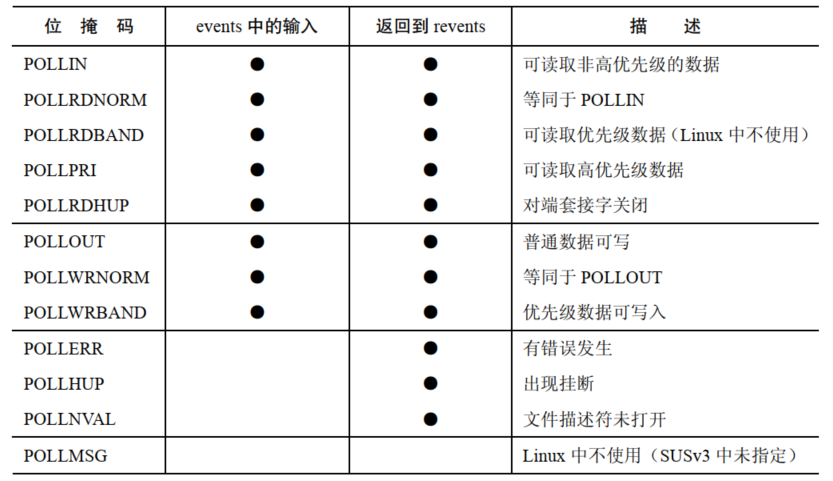 位 掩 码 events 中的输入 返回到 revents 描 述
POLLIN ● ● 可读取非高优先级的数据
POLLRDNORM ● ● 等同于 POLLIN
POLLRDBAND ● ● 可读取优先级数据（Linux 中不使用）
POLLPRI ● ● 可读取高优先级数据
POLLRDHUP ● ● 对端套接字关闭
POLLOUT ● ● 普通数据可写
POLLWRNORM ● ● 等同于 POLLOUT
POLLWRBAND ● ● 优先级数据可写入
POLLERR ● 有错误发生
POLLHUP ● 出现挂断
POLLNVAL ● 文件描述符未打开
POLLMSG Linux 中不使用（SUSv3 中未指定）